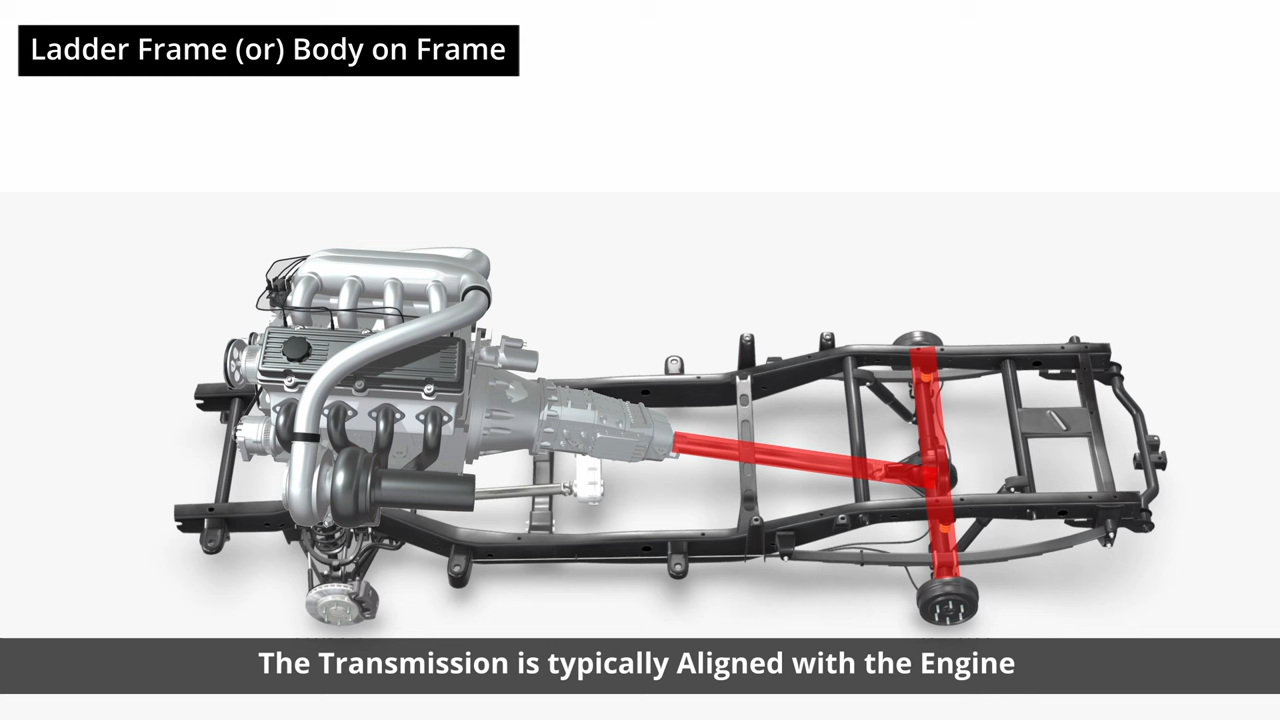 Ladder Frame (or) Body on Frame
The Transmission is typically Aligned with the Engine